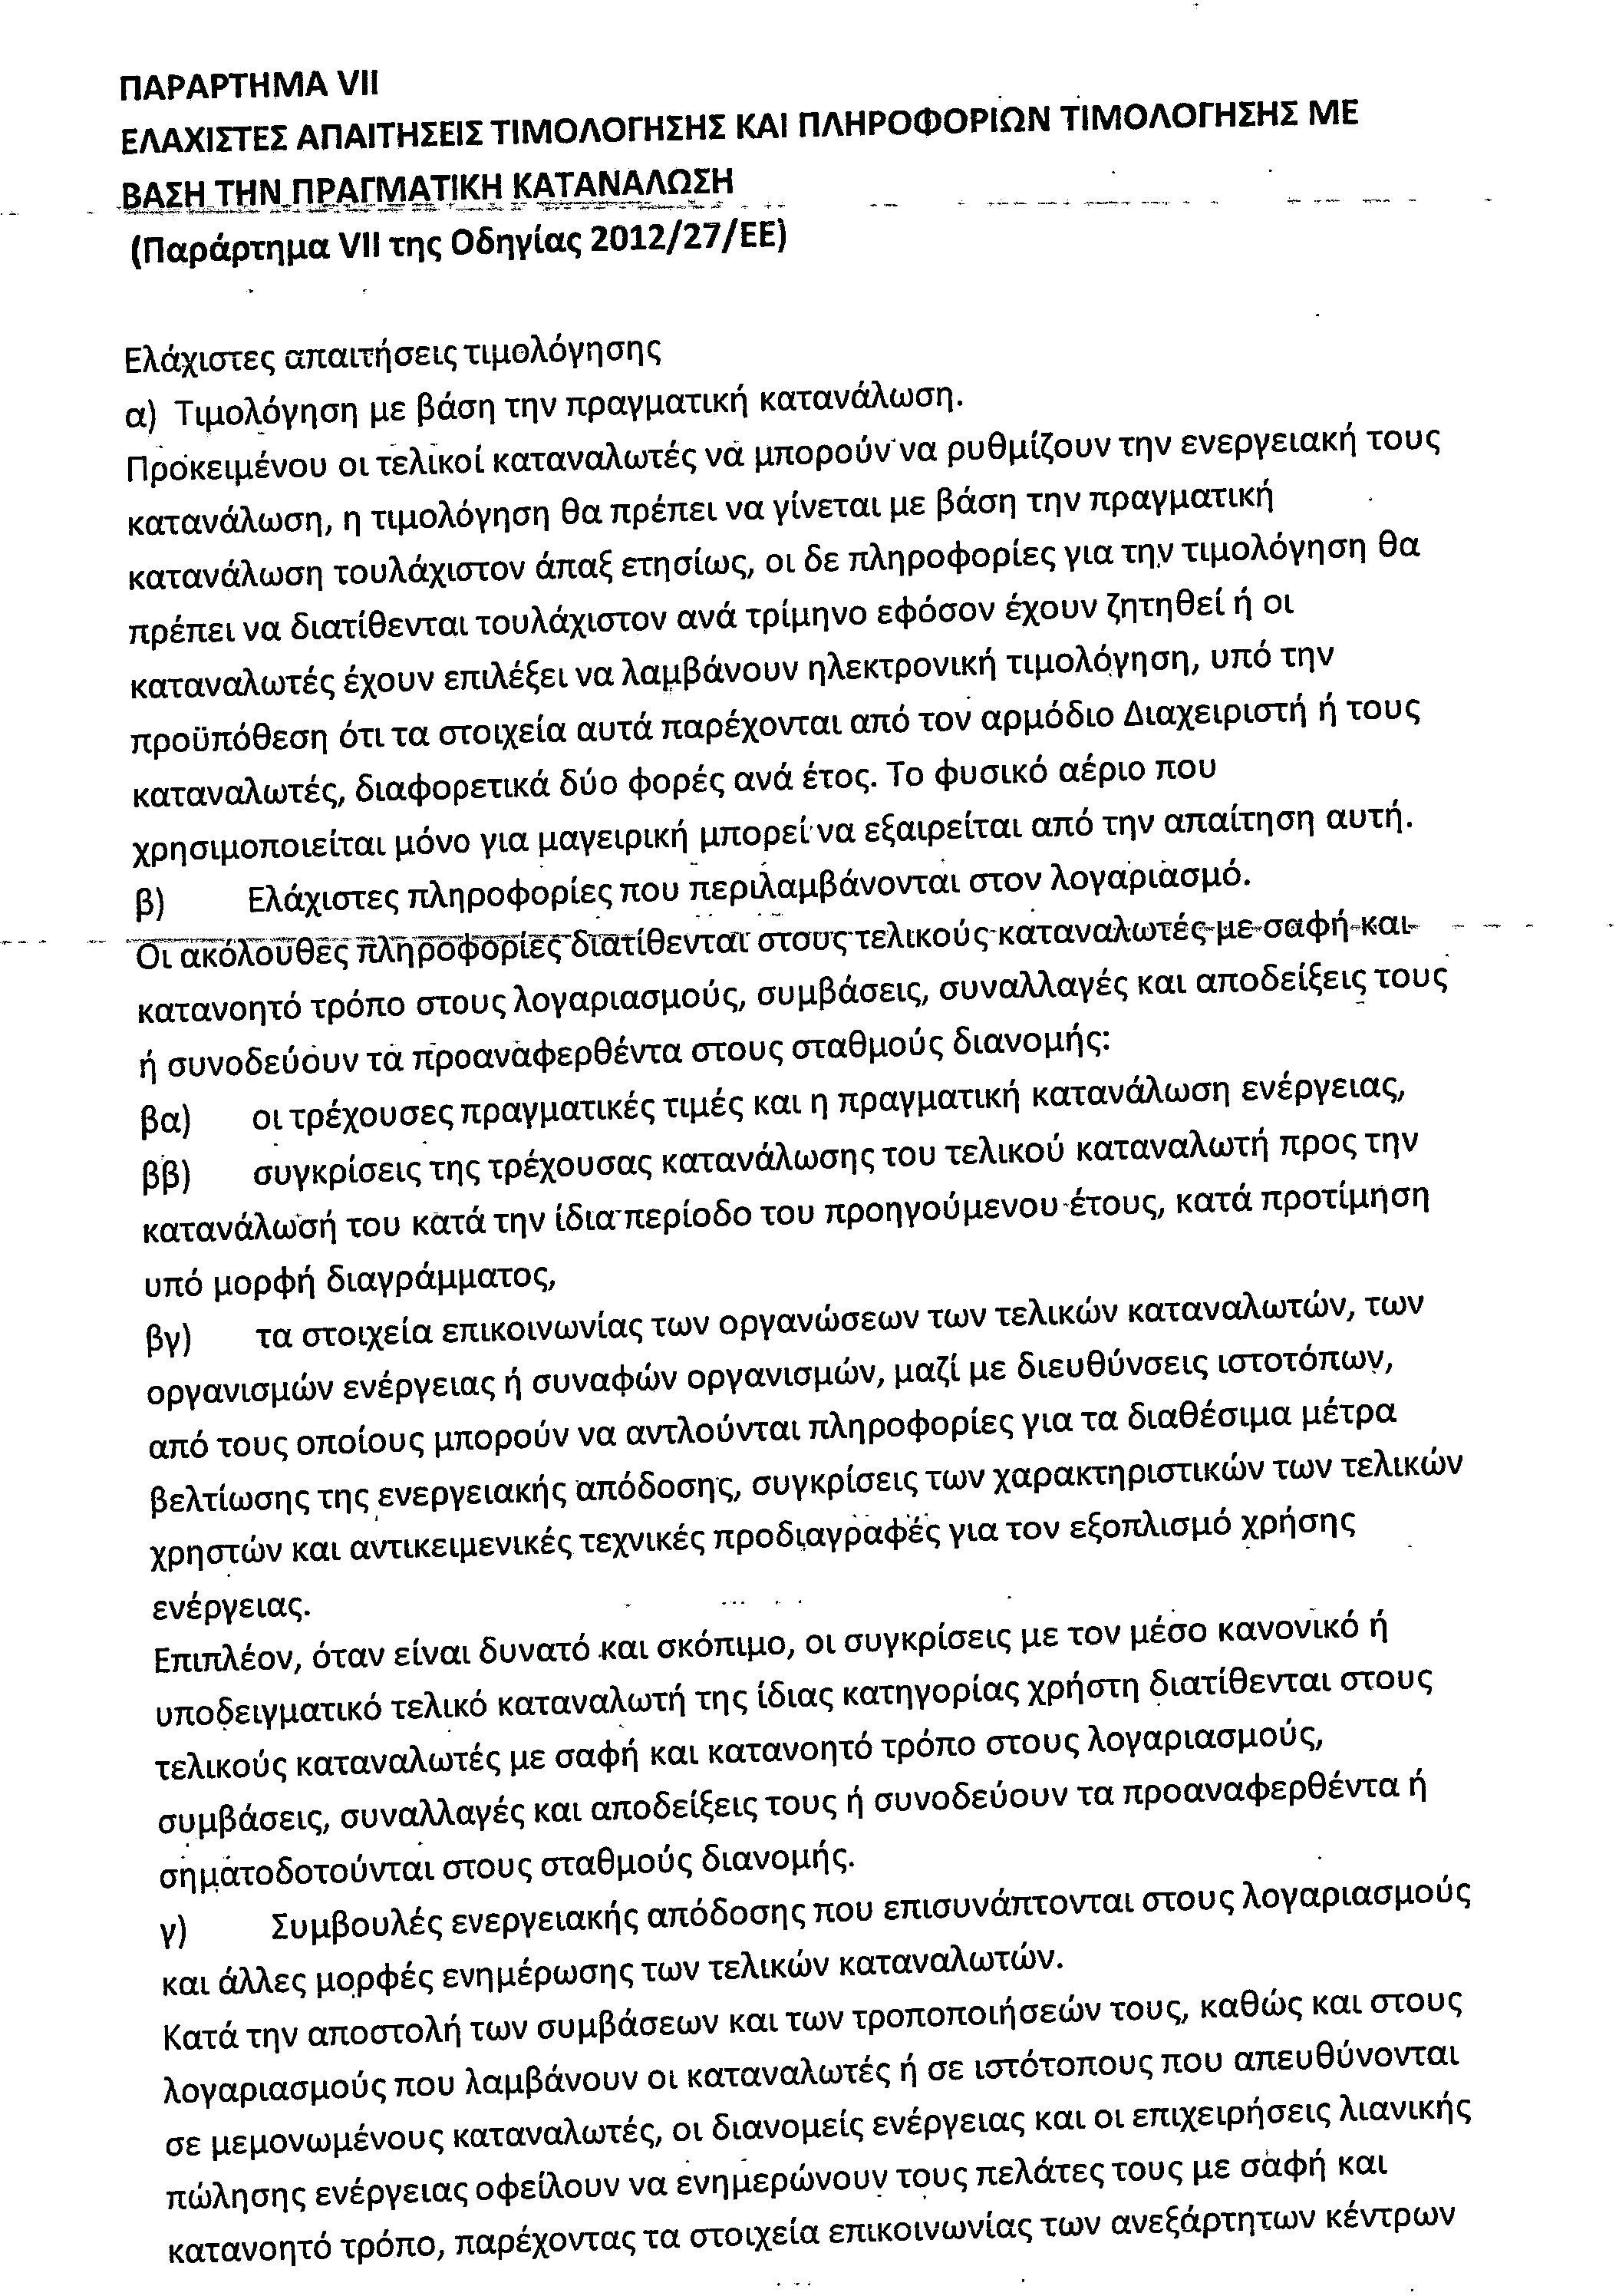 ΠΑΡΑΡΤΗΜΑ VII
ΕΛΑΧΙΣΤΕΣ ΑΠΑΙΤΗΣΕΙΣ ΤΙΜΟΛΟΓΗΣΗΣ ΚΑΙ ΠΛΗΡΟΦΟΡΙΩΝ ΤΙΜΟΛΟΓΗΣΗΣ ΜΕ
ΒΑΣΗ ΤΗΝ ΠΡΑΓΜΑΤΙΚΗ ΚΑΤΑΝΑΛΩΣΗ
(Παράρτημα VII της Οδηγίας 2012/27/ΕΕ)
Ελάχιστες απαιτήσεις τιμολόγησης
α) Τιμολόγηση με βάση την πραγματική κατανάλωση.
Προκειμένου οι τελικοί καταναλωτές να μπορούν να ρυθμίζουν την ενεργειακή τους
κατανάλωση, η τιμολόγηση θα πρέπει να γίνεται με βάση την πραγματική
κατανάλωση τουλάχιστον άπαξ ετησίως, οι δε πληροφορίες για την τιμολόγηση θα
πρέπει να διατίθενται τουλάχιστον ανά τρίμηνο εφόσον έχουν ζητηθεί ή οι
καταναλωτές έχουν επιλέξει να λαμβάνουν ηλεκτρονική τιμολόγηση, υπό την
προϋπόθεση ότι τα στοιχεία αυτά παρέχονται από τον αρμόδιο Διαχειριστή ή τους
καταναλωτές, διαφορετικά δύο φορές ανά έτος. Το φυσικό αέριο που
χρησιμοποιείται μόνο για μαγειρική μπορεί να εξαιρείται από την απαίτηση αυτή.
β) Ελάχιστες πληροφορίες που περιλαμβάνονται στον λογαριασμό.
Οι ακόλουθες πληροφορίες διατίθενται στους τελικούς καταναλωτές με σαφή και
κατανοητό τρόπο στους λογαριασμούς, συμβάσεις, συναλλαγές και αποδείξεις τους
ή συνοδεύουν τα προαναφερθέντα στους σταθμούς διανομής:
βα) οι τρέχουσες πραγματικές τιμές και η πραγματική κατανάλωση ενέργειας,
ββ) συγκρίσεις της τρέχουσας κατανάλωσης του τελικού καταναλωτή προς την
κατανάλωσή του κατά την ίδια περίοδο του προηγούμενου έτους, κατά προτίμηση
υπό μορφή διαγράμματος,
βγ) τα στοιχεία επικοινωνίας των οργανώσεων των τελικών καταναλωτών, των
οργανισμών ενέργειας ή συναφών οργανισμών, μαζί με διευθύνσεις ιστοτόπων,
από τους οποίους μπορούν να αντλούνται πληροφορίες για τα διαθέσιμα μέτρα
βελτίωσης της ενεργειακής απόδοσης, συγκρίσεις των χαρακτηριστικών των τελικών
χρηστών και αντικειμενικές τεχνικές προδιαγραφές για τον εξοπλισμό χρήσης
ενέργειας.
Επιπλέον, όταν είναι δυνατό και σκόπιμο, οι συγκρίσεις με τον μέσο κανονικό ή
υποδειγματικό τελικό καταναλωτή της ίδιας κατηγορίας χρήστη διατίθενται στους
τελικούς καταναλωτές με σαφή και κατανοητό τρόπο στους λογαριασμούς,
συμβάσεις, συναλλαγές και αποδείξεις τους ή συνοδεύουν τα προαναφερθέντα ή
σηματοδοτούνται στους σταθμούς διανομής.
γ) Συμβουλές ενεργειακής απόδοσης που επισυνάπτονται στους λογαριασμούς
και άλλες μορφές ενημέρωσης των τελικών καταναλωτών.
Κατά την αποστολή των συμβάσεων και των τροποποιήσεών τους, καθώς και στους
λογαριασμούς που λαμβάνουν οι καταναλωτές ή σε ιστότοπους που απευθύνονται
σε μεμονωμένους καταναλωτές, οι διανομείς ενέργειας και οι επιχειρήσεις λιανικής
πώλησης ενέργειας οφείλουν να ενημερώνουν τους πελάτες τους με σαφή και
κατανοητό τρόπο, παρέχοντας τα στοιχεία επικοινωνίας των ανεξάρτητων κέντρων